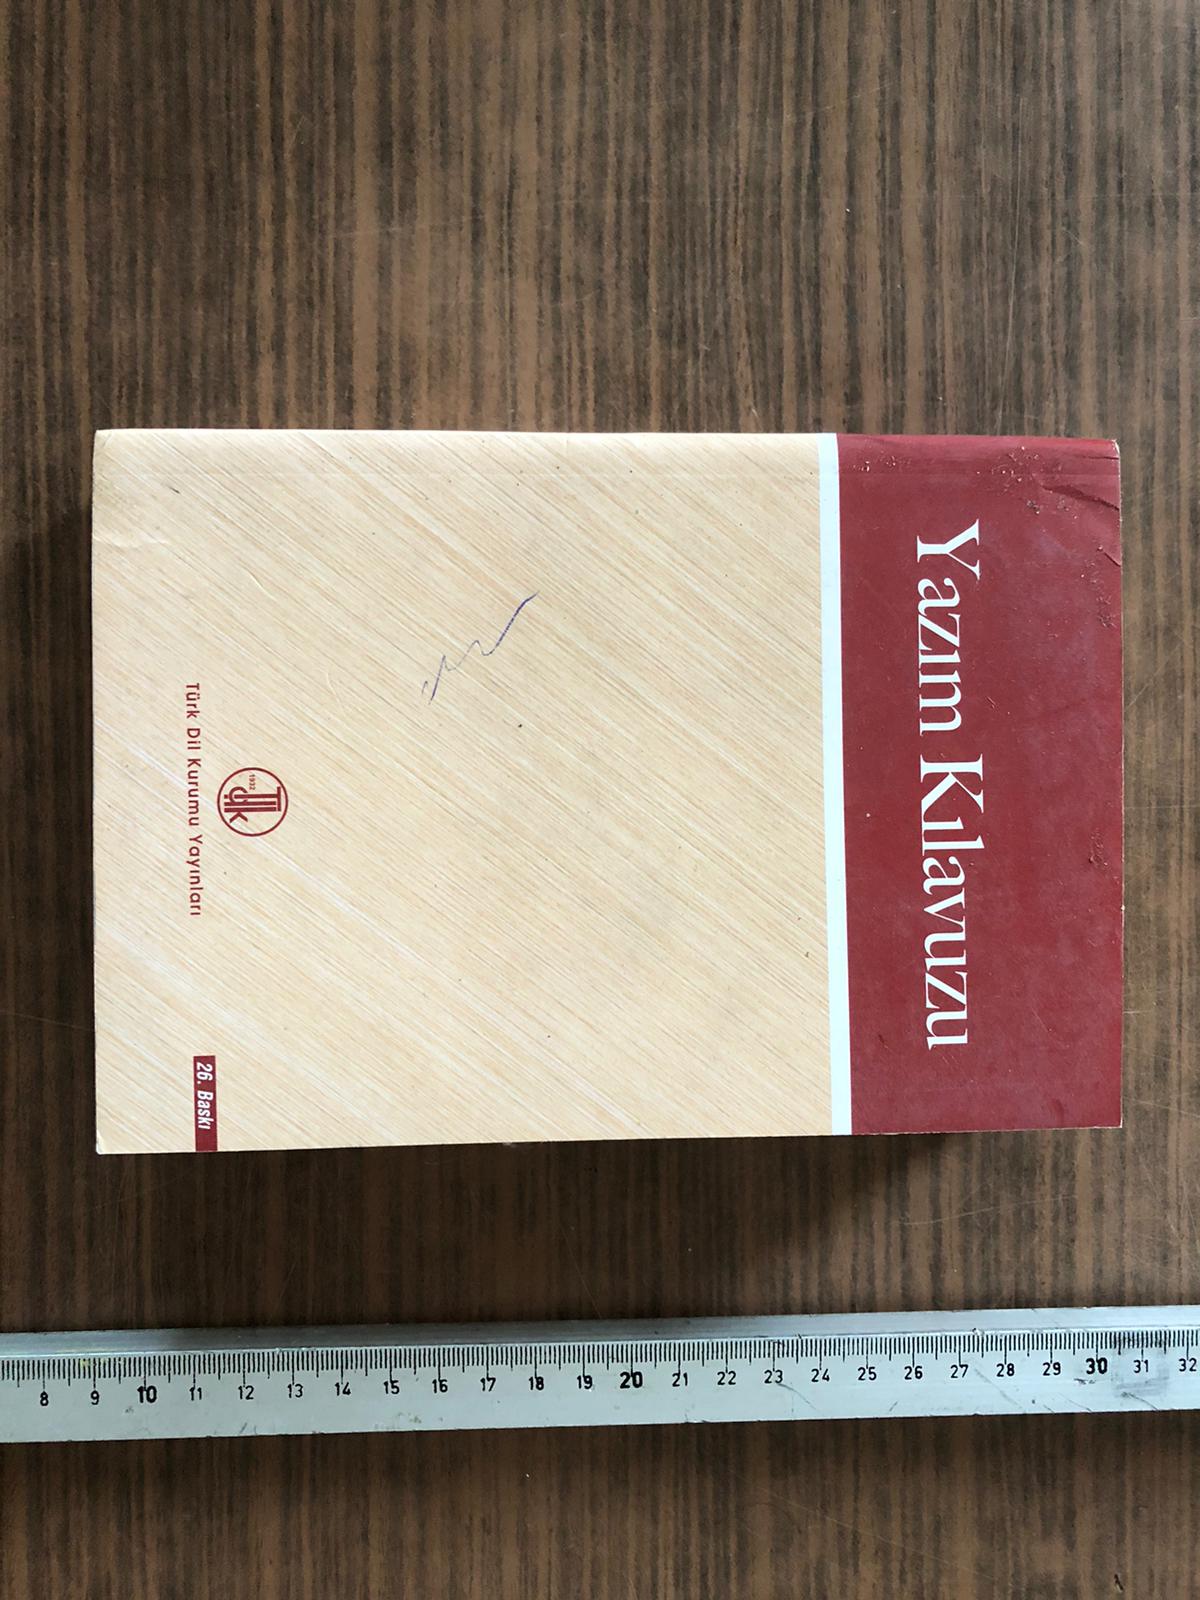 Yazım Kılavuzu
1932
TDK
Türk Dil Kurumu Yayınları
26. Baskı
8 9 10 11 12 13 14 15 16 17 18 19 20 21 22 23 24 25 26 27 28 29 30 31 32